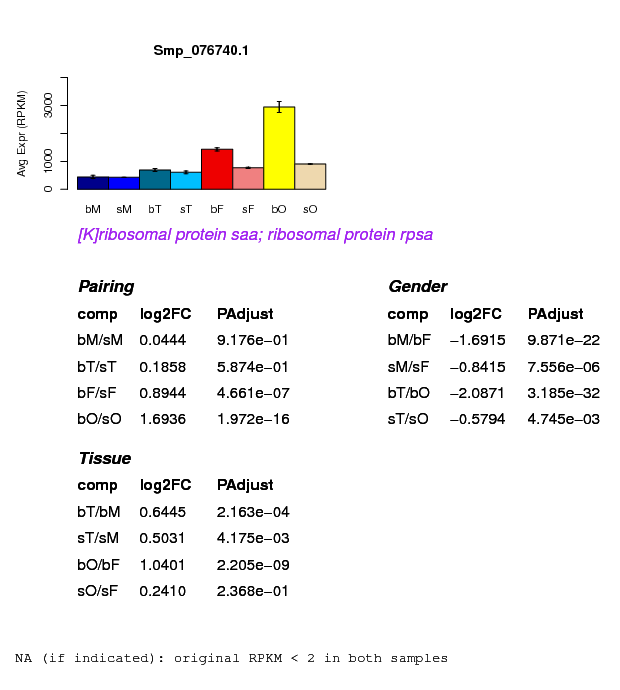 Smp_076740.1
Avg Expr (RPKM)
0 1000 3000
bM sM bT sT bF sF bO sO
[K]ribosomal protein saa; ribosomal protein rpsa
Pairing
comp log2FC PAdjust
bM/sM 0.0444 9.176e−01
bT/sT 0.1858 5.874e−01
bF/sF 0.8944 4.661e−07
bO/sO 1.6936 1.972e−16
Gender
comp log2FC PAdjust
bM/bF −1.6915 9.871e−22
sM/sF −0.8415 7.556e−06
bT/bO −2.0871 3.185e−32
sT/sO −0.5794 4.745e−03
Tissue
comp log2FC PAdjust
bT/bM 0.6445 2.163e−04
sT/sM 0.5031 4.175e−03
bO/bF 1.0401 2.205e−09
sO/sF 0.2410 2.368e−01
NA (if indicated): original RPKM < 2 in both samples